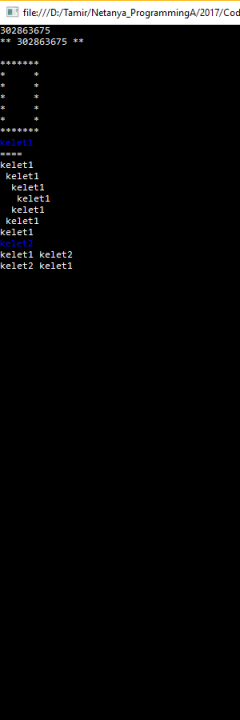 file:///D:/Tamir/Netanya_ProgrammingA/2017/Cod
302863675
** 302863675 **

*******
*     *
*     *
*     *
*     *
*     *
*******
kelet1
====
kelet1
 kelet1
  kelet1
   kelet1
  kelet1
 kelet1
kelet1
kelet2
kelet1 kelet2
kelet2 kelet1